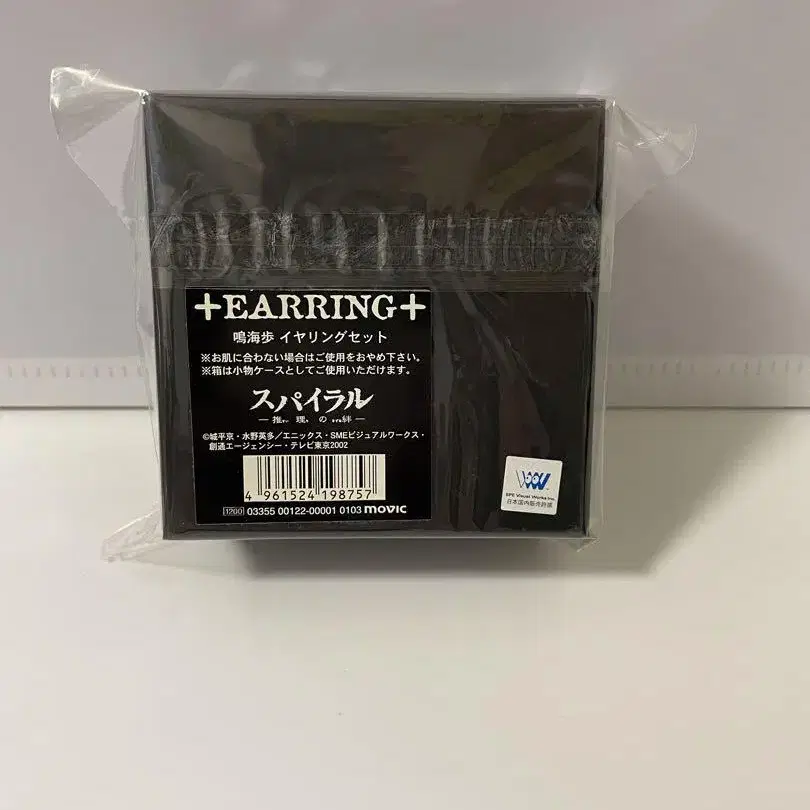 +EARRING+
鳴海歩 イヤリングセット
※お肌に合わない場合はご使用をおやめ下さい。
※箱は小物ケースとしてご使用いただけます。
スパイラル
—推理の絆—
©城平京・水野英多／エニックス・SMEビジュアルワークス・
創通エージェンシー・テレビ東京2002
4 961524 198757
1200 03355 00122-00001 0103 movic
SPE Visual Works Inc.
日本国内販売許諾